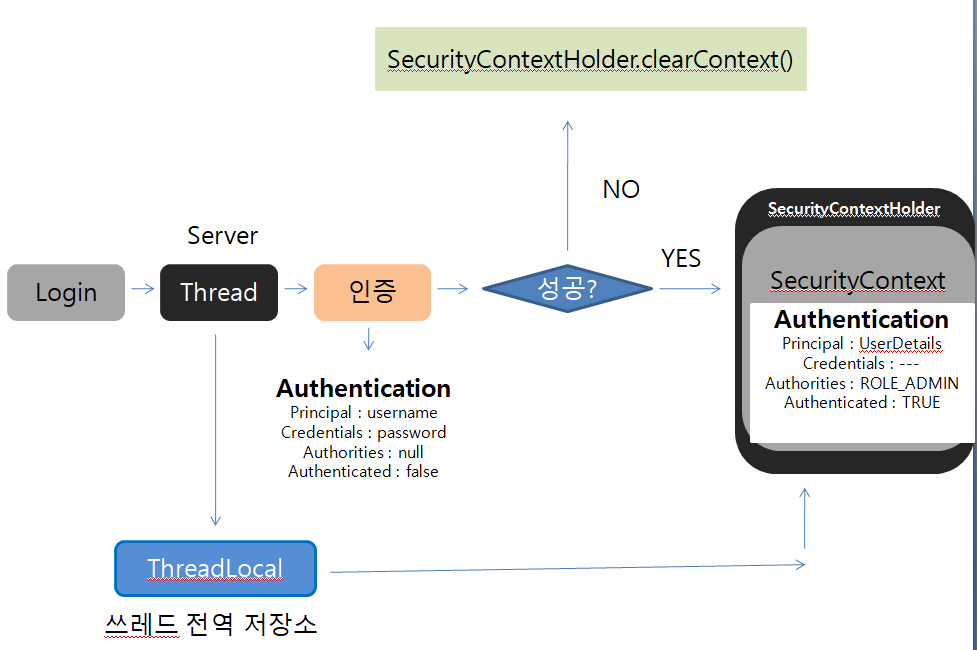 SecurityContextHolder.clearContext()
NO
SecurityContextHolder
Server
YES
Login
Thread
인증
성공?
SecurityContext
Authentication
Principal : UserDetails
Credentials : ---
Authorities : ROLE_ADMIN
Authenticated : TRUE
Authentication
Principal : username
Credentials : password
Authorities : null
Authenticated : false
ThreadLocal
쓰레드 전역 저장소